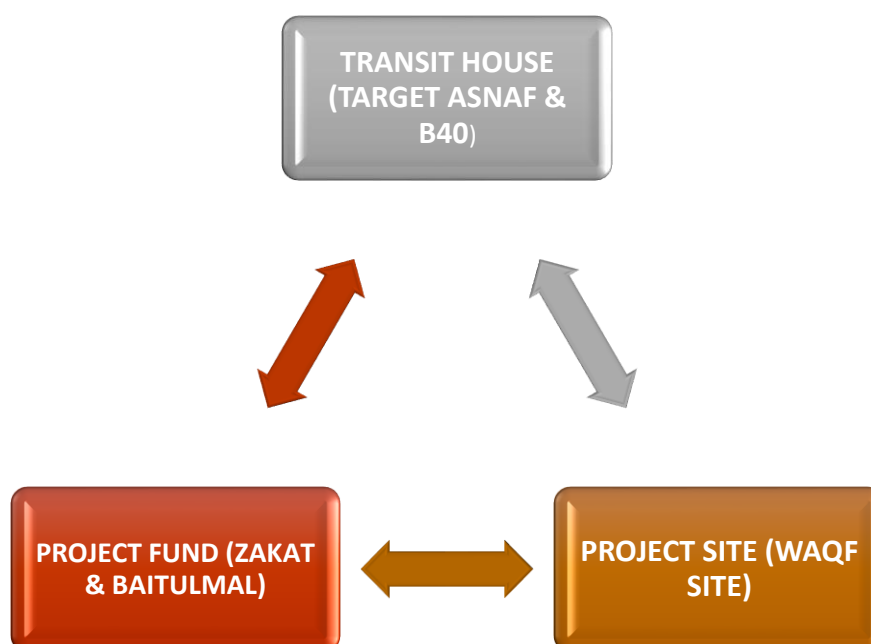 TRANSIT HOUSE
(TARGET ASNAF &
B40)
PROJECT FUND (ZAKAT
& BAITULMAL)
PROJECT SITE (WAQF
SITE)